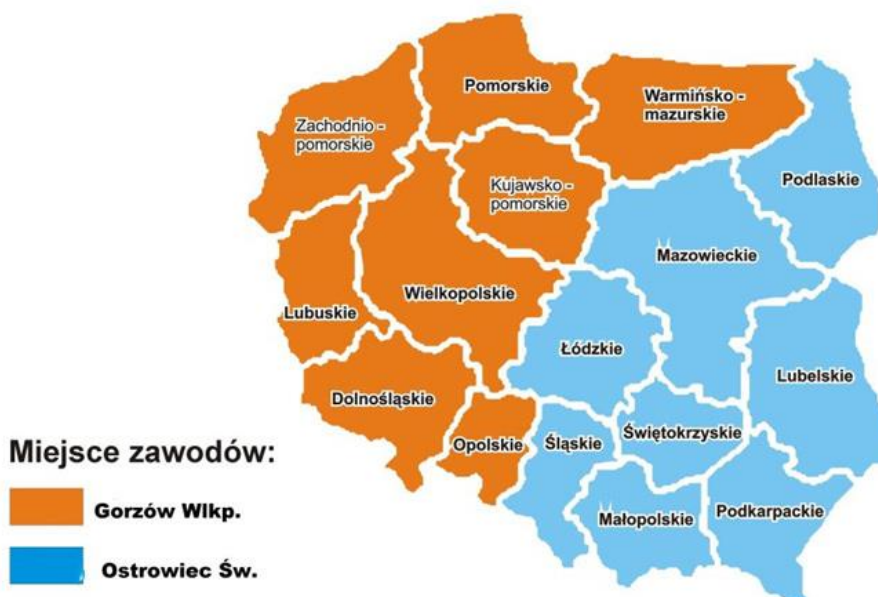 Pomorskie
Warmińsko -
mazurskie
Zachodnio -
pomorskie
Podlaskie
Kujawsko -
pomorskie
Mazowieckie
Wielkopolskie
Lubuskie
Łódzkie
Lubelskie
Dolnośląskie
Opolskie
Śląskie
Świętokrzyskie
Małopolskie
Podkarpackie
Miejsce zawodów:
Gorzów Wlkp.
Ostrowiec Św.